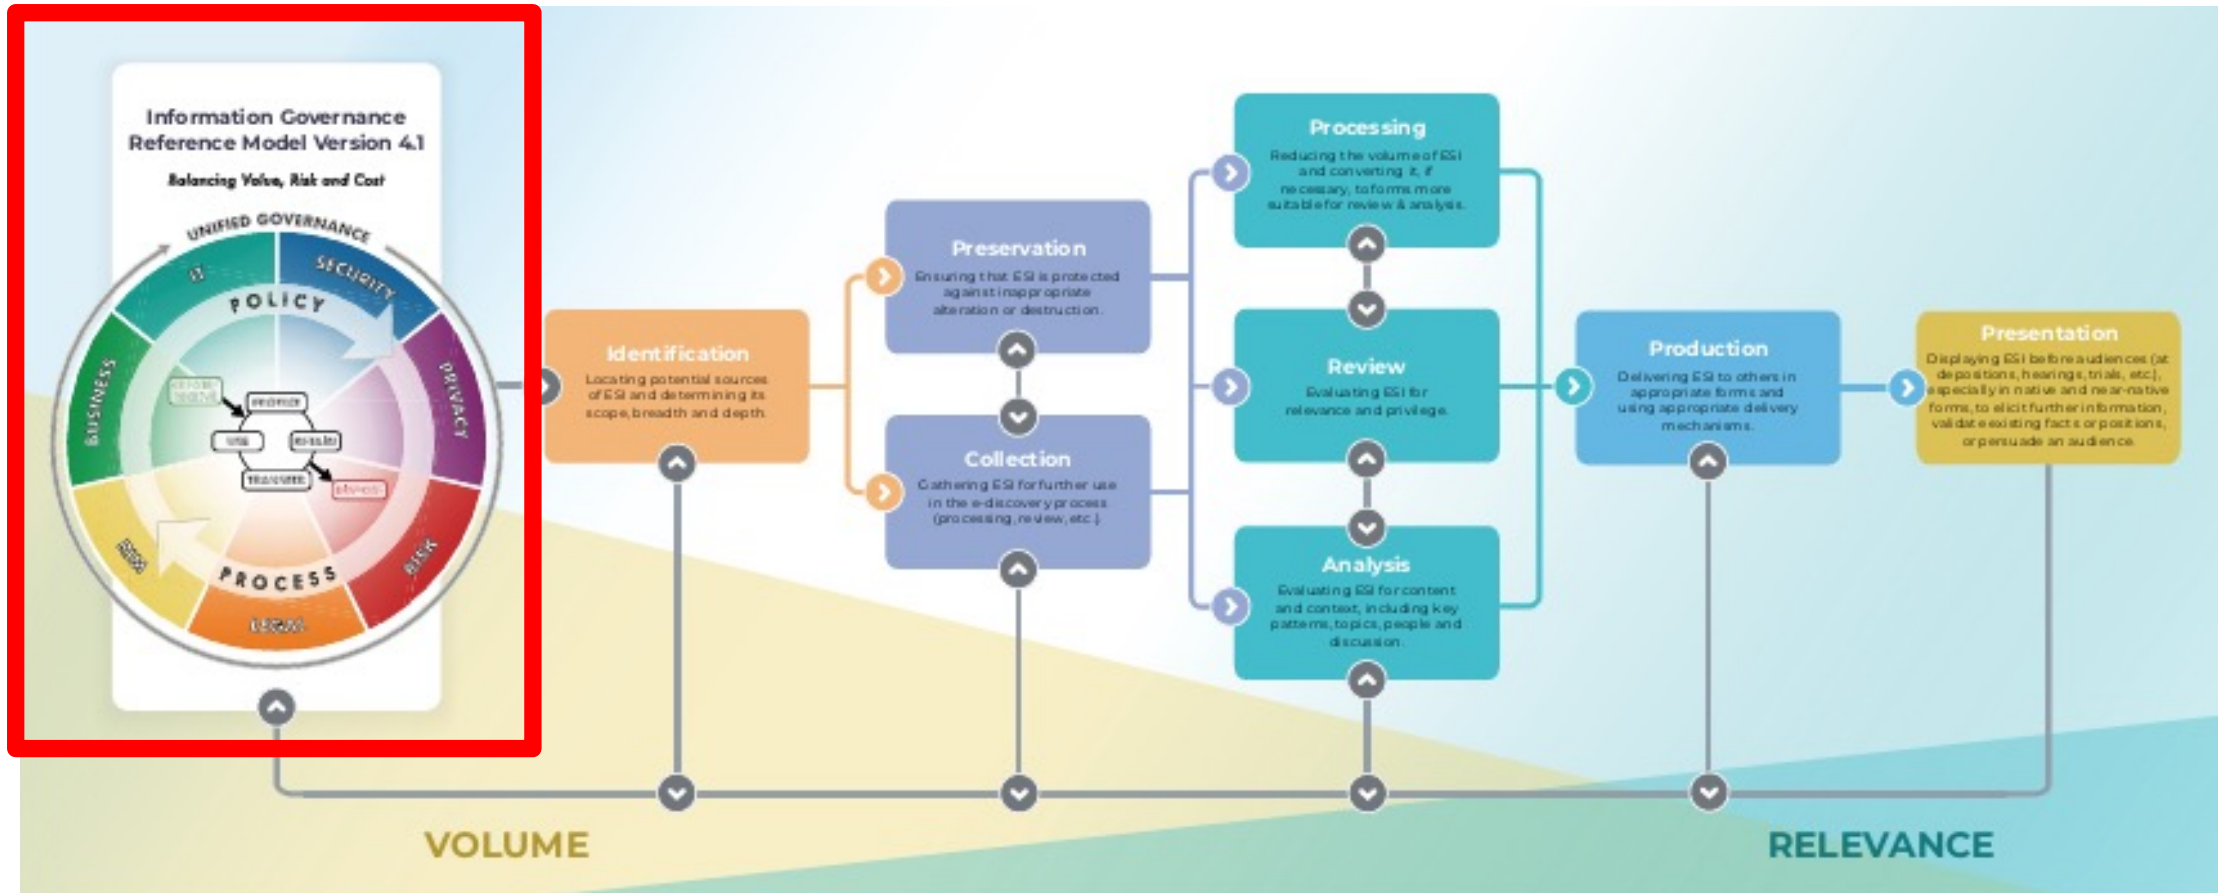 Information Governance
Reference Model Version 4.1
Balancing Value, Risk and Cost
UNIFIED GOVERNANCE
IT
SECURITY
PRIVACY
RISK
LEGAL
RIM
BUSINESS
POLICY
PROCESS
USE
TRANSFER
Identification
Locating potential sources
of ESI and determining its
scope, breadth and depth.
Preservation
Ensuring that ESI is protected
against inappropriate
alteration or destruction.
Collection
Gathering ESI for further use
in the e-discovery process
(processing, review, etc.).
Processing
Reducing the volume of ESI
and converting it, if
necessary, to forms more
suitable for review & analysis.
Review
Evaluating ESI for
relevance and privilege.
Analysis
Evaluating ESI for content
and context, including key
patterns, topics, people and
discussion.
Production
Delivering ESI to others in
appropriate forms and
using appropriate delivery
mechanisms.
Presentation
Displaying ESI before audiences (at
depositions, hearings, trials, etc.),
especially in native and near-native
forms, to elicit further information,
validate existing facts or positions,
or persuade an audience.
VOLUME
RELEVANCE